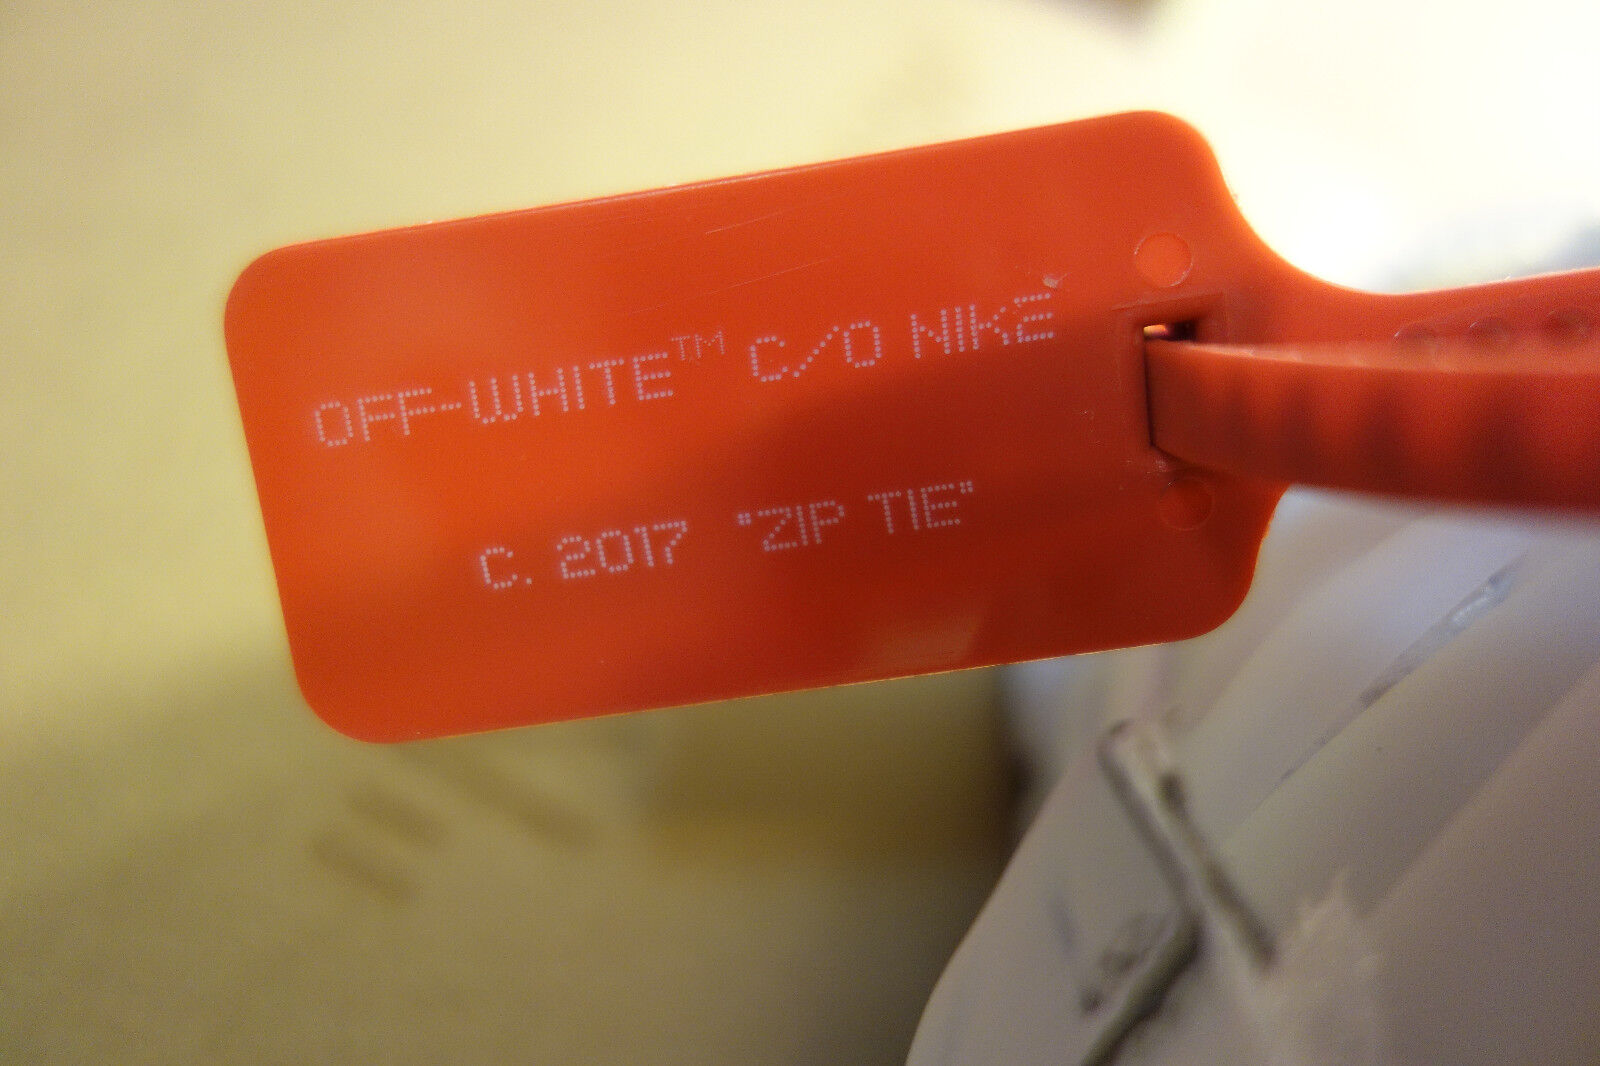 OFF-WHITE™ C/O NIKE
C. 2017 "ZIP TIE"